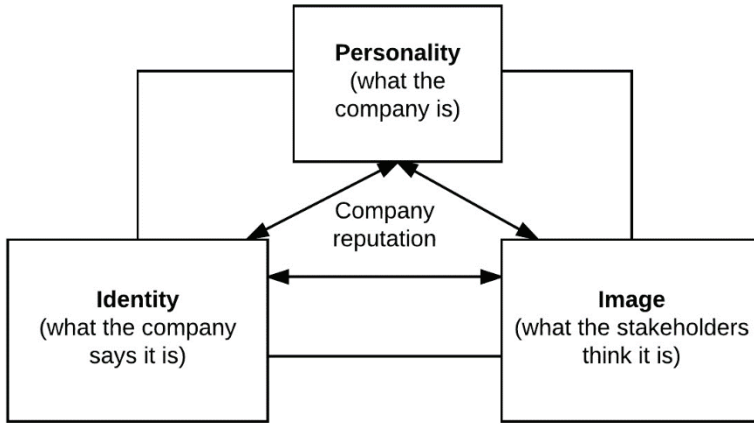 Personality
(what the
company is)
Company
reputation
Identity
(what the company
says it is)
Image
(what the stakeholders
think it is)